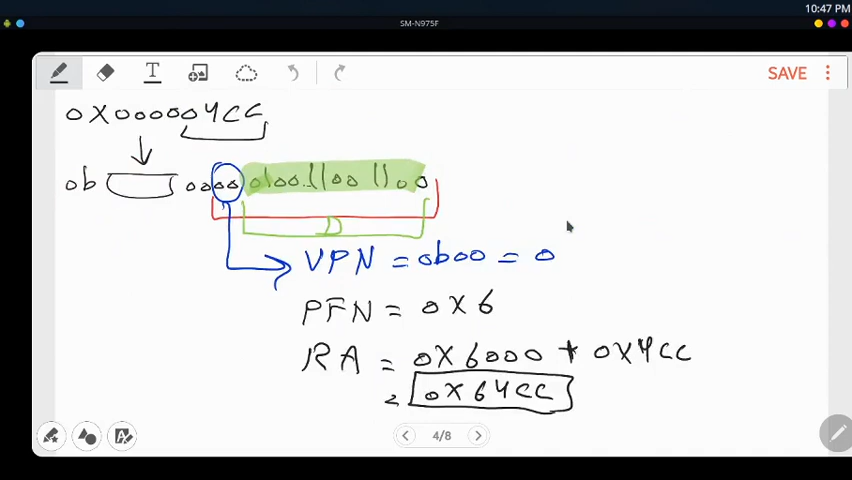 10:47 PM
SM-N975F
T
SAVE
0X000004CC
0b 0000 0100..1100 1100
D
VPN = 0b00 = 0
PFN = 0X6
RA = 0X6000 + 0X4CC
= 0X64CC
4/8